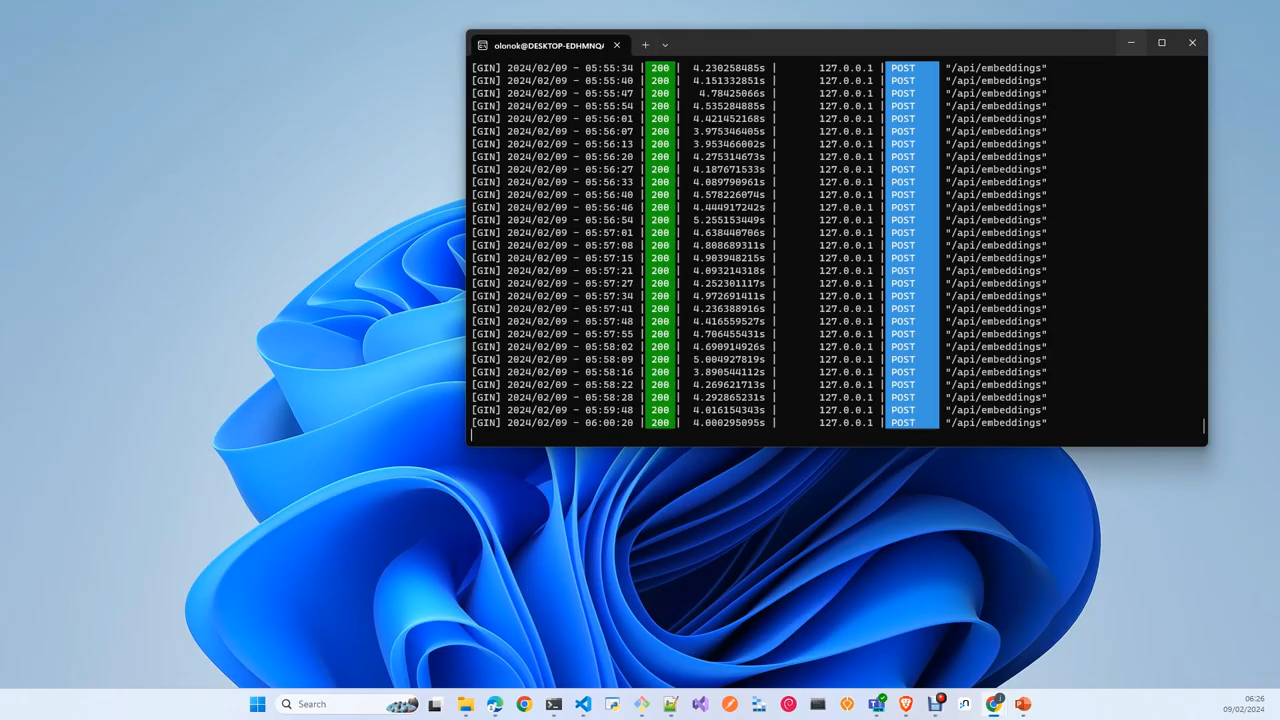 olonok@DESKTOP-EDHMNQA
[GIN] 2024/02/09 - 05:55:34 | 200 | 4.230258485s | 127.0.0.1 | POST "/api/embeddings"
[GIN] 2024/02/09 - 05:55:40 | 200 | 4.151332851s | 127.0.0.1 | POST "/api/embeddings"
[GIN] 2024/02/09 - 05:55:47 | 200 | 4.78425066s | 127.0.0.1 | POST "/api/embeddings"
[GIN] 2024/02/09 - 05:55:54 | 200 | 4.535284885s | 127.0.0.1 | POST "/api/embeddings"
[GIN] 2024/02/09 - 05:56:01 | 200 | 4.421452168s | 127.0.0.1 | POST "/api/embeddings"
[GIN] 2024/02/09 - 05:56:07 | 200 | 3.975346405s | 127.0.0.1 | POST "/api/embeddings"
[GIN] 2024/02/09 - 05:56:13 | 200 | 3.953466002s | 127.0.0.1 | POST "/api/embeddings"
[GIN] 2024/02/09 - 05:56:20 | 200 | 4.275314673s | 127.0.0.1 | POST "/api/embeddings"
[GIN] 2024/02/09 - 05:56:27 | 200 | 4.187671533s | 127.0.0.1 | POST "/api/embeddings"
[GIN] 2024/02/09 - 05:56:33 | 200 | 4.089790961s | 127.0.0.1 | POST "/api/embeddings"
[GIN] 2024/02/09 - 05:56:40 | 200 | 4.578226074s | 127.0.0.1 | POST "/api/embeddings"
[GIN] 2024/02/09 - 05:56:46 | 200 | 4.444917242s | 127.0.0.1 | POST "/api/embeddings"
[GIN] 2024/02/09 - 05:56:54 | 200 | 5.255153449s | 127.0.0.1 | POST "/api/embeddings"
[GIN] 2024/02/09 - 05:57:01 | 200 | 4.638440706s | 127.0.0.1 | POST "/api/embeddings"
[GIN] 2024/02/09 - 05:57:08 | 200 | 4.808689311s | 127.0.0.1 | POST "/api/embeddings"
[GIN] 2024/02/09 - 05:57:15 | 200 | 4.903948215s | 127.0.0.1 | POST "/api/embeddings"
[GIN] 2024/02/09 - 05:57:21 | 200 | 4.093214318s | 127.0.0.1 | POST "/api/embeddings"
[GIN] 2024/02/09 - 05:57:27 | 200 | 4.252301117s | 127.0.0.1 | POST "/api/embeddings"
[GIN] 2024/02/09 - 05:57:34 | 200 | 4.972691411s | 127.0.0.1 | POST "/api/embeddings"
[GIN] 2024/02/09 - 05:57:41 | 200 | 4.236388916s | 127.0.0.1 | POST "/api/embeddings"
[GIN] 2024/02/09 - 05:57:48 | 200 | 4.416559527s | 127.0.0.1 | POST "/api/embeddings"
[GIN] 2024/02/09 - 05:57:55 | 200 | 4.706455431s | 127.0.0.1 | POST "/api/embeddings"
[GIN] 2024/02/09 - 05:58:02 | 200 | 4.690914926s | 127.0.0.1 | POST "/api/embeddings"
[GIN] 2024/02/09 - 05:58:09 | 200 | 5.004927819s | 127.0.0.1 | POST "/api/embeddings"
[GIN] 2024/02/09 - 05:58:16 | 200 | 3.890544112s | 127.0.0.1 | POST "/api/embeddings"
[GIN] 2024/02/09 - 05:58:22 | 200 | 4.269621713s | 127.0.0.1 | POST "/api/embeddings"
[GIN] 2024/02/09 - 05:58:28 | 200 | 4.292865231s | 127.0.0.1 | POST "/api/embeddings"
[GIN] 2024/02/09 - 05:59:48 | 200 | 4.016154343s | 127.0.0.1 | POST "/api/embeddings"
[GIN] 2024/02/09 - 06:00:20 | 200 | 4.000295095s | 127.0.0.1 | POST "/api/embeddings"
Search
06:26
09/02/2024